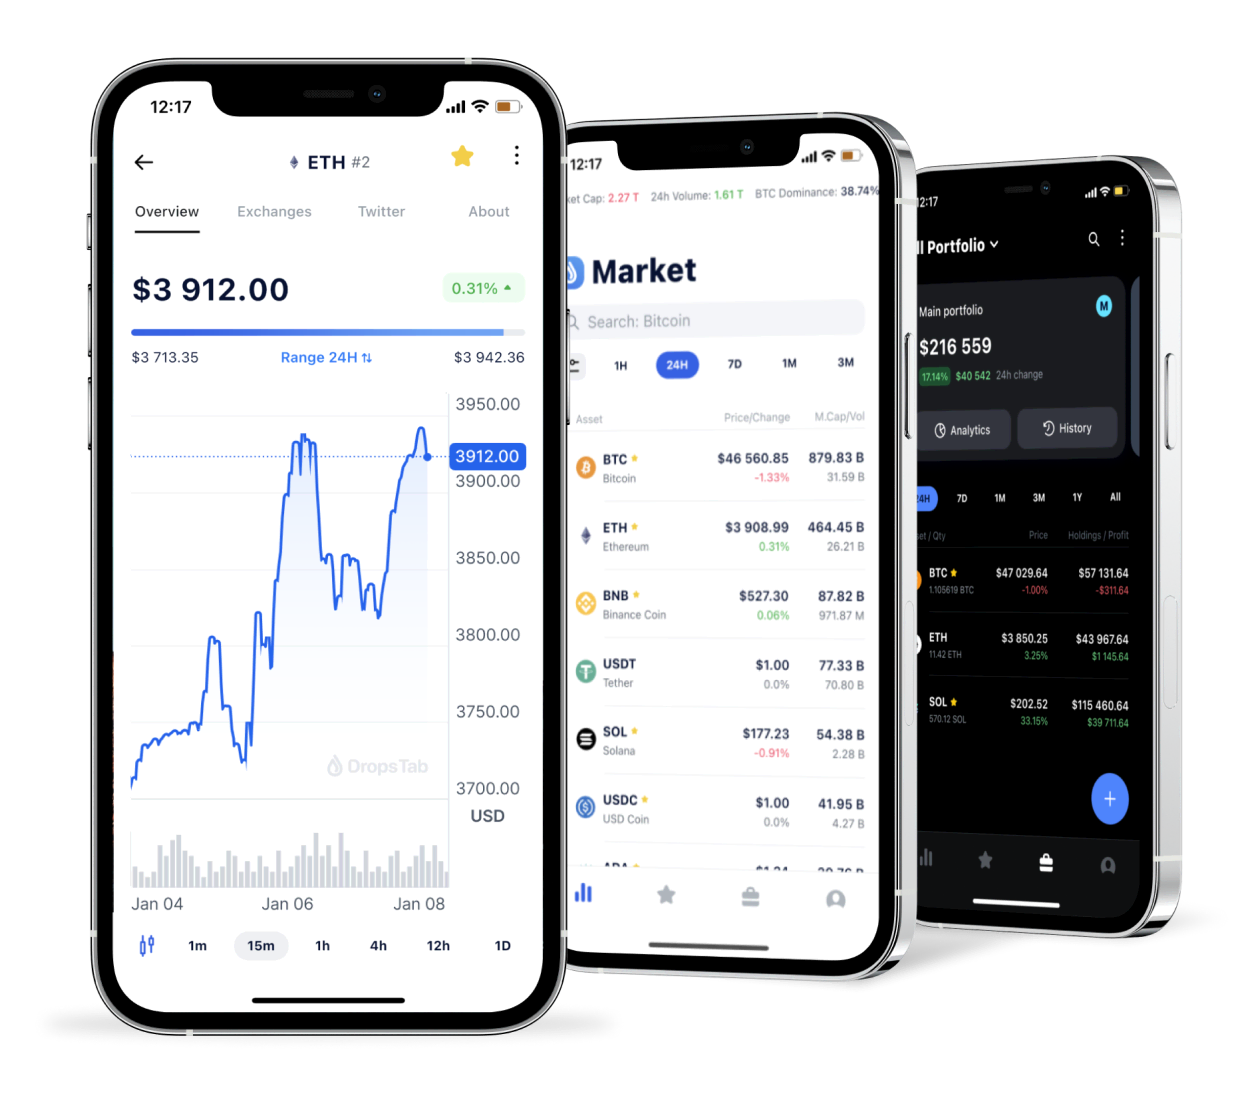 12:17
ETH #2
Overview Exchanges Twitter About
$3 912.00 0.31%
$3 713.35 Range 24H $3 942.36
3950.00
3912.00
3900.00
3850.00
3800.00
3750.00
DropsTab
3700.00
USD
Jan 04 Jan 06 Jan 08
1m 15m 1h 4h 12h 1D
12:17
ket Cap: 2.27 T 24h Volume: 1.61 T BTC Dominance: 38.74%
Market
Search: Bitcoin
1H 24H 7D 1M 3M
Asset Price/Change M.Cap/Vol
BTC $46 560.85 879.83 B
Bitcoin -1.33% 31.59 B
ETH $3 908.99 464.45 B
Ethereum 0.31% 26.21 B
BNB $527.30 87.82 B
Binance Coin 0.06% 971.87 M
USDT $1.00 77.33 B
Tether 0.0% 70.80 B
SOL $177.23 54.38 B
Solana -0.91% 2.28 B
USDC $1.00 41.95 B
USD Coin 0.0% 4.27 B
12:17
ll Portfolio
Main portfolio M
$216 559
17.14% $40 542 24h change
Analytics History
24H 7D 1M 3M 1Y All
et / Qty Price Holdings / Profit
BTC $47 029.64 $57 131.64
1.105619 BTC -1.00% -$311.64
ETH $3 850.25 $43 967.64
11.42 ETH 3.25% $1 145.64
SOL $202.52 $115 460.64
570.12 SOL 33.15% $39 711.64